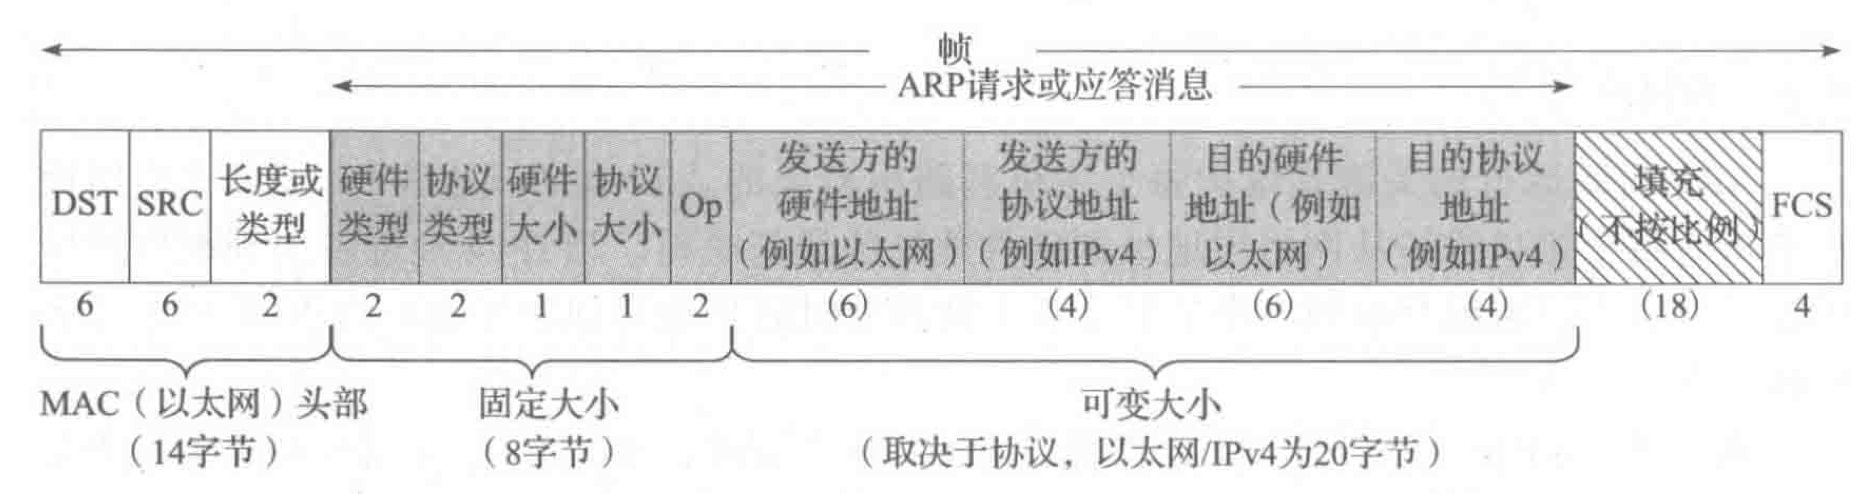 帧
ARP请求或应答消息
DST
SRC
长度或
类型
硬件
类型
协议
类型
硬件
大小
协议
大小
Op
发送方的
硬件地址
(例如以太网)
发送方的
协议地址
(例如IPv4)
目的硬件
地址(例如
以太网)
目的协议
地址
(例如IPv4)
填充
(不按比例)
FCS
6 6 2 2 2 1 1 2 (6) (4) (6) (4) (18) 4
MAC(以太网)头部
(14字节)
固定大小
(8字节)
可变大小
(取决于协议,以太网/IPv4为20字节)